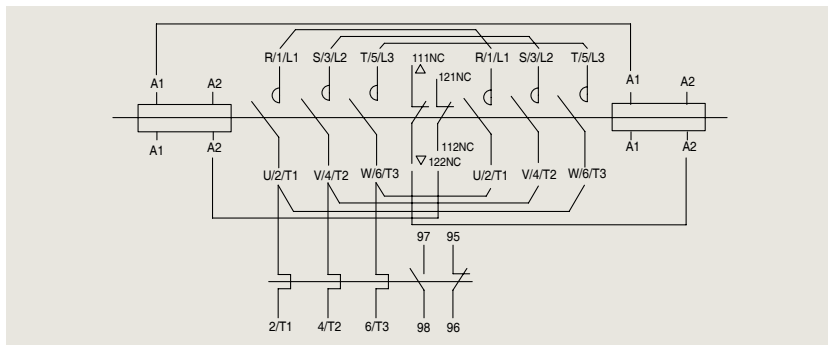 R/1/L1 S/3/L2 T/5/L3 111NC R/1/L1 S/3/L2 T/5/L3
A1 A2 121NC A1 A2
A1 A2 112NC A1 A2
122NC
U/2/T1 V/4/T2 W/6/T3 U/2/T1 V/4/T2 W/6/T3
97 95
2/T1 4/T2 6/T3 98 96